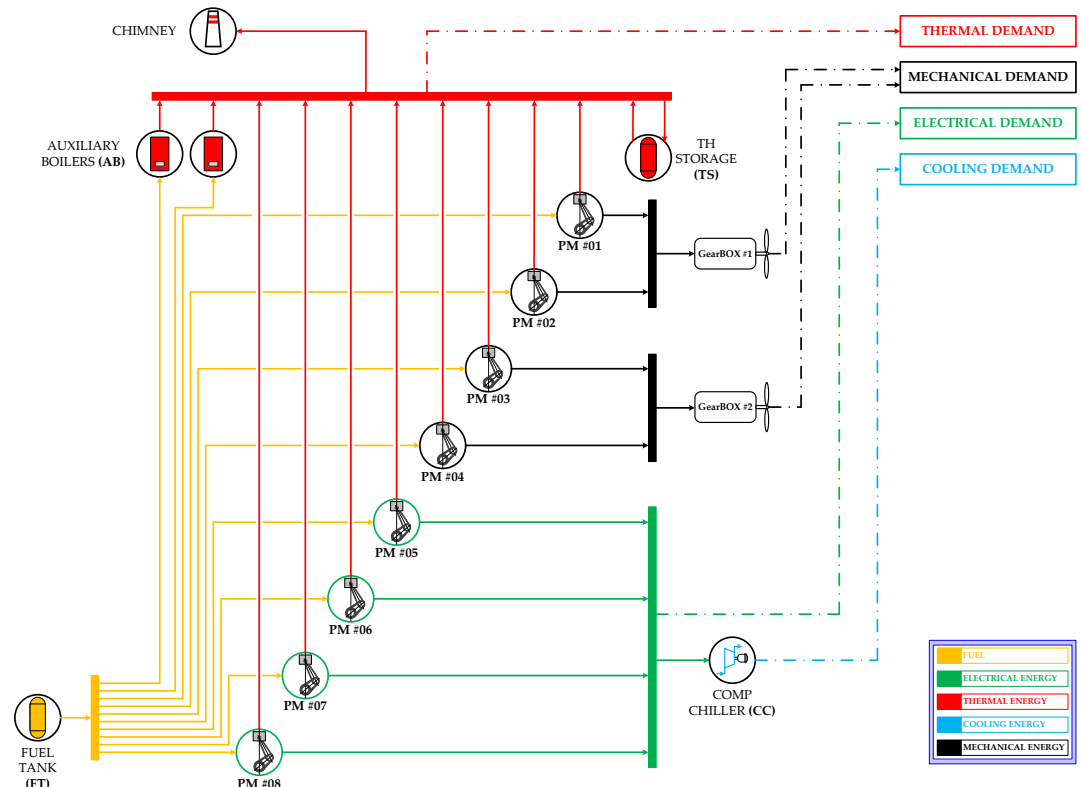 CHIMNEY
THERMAL DEMAND
MECHANICAL DEMAND
ELECTRICAL DEMAND
COOLING DEMAND
AUXILIARY
BOILERS (AB)
TH
STORAGE
(TS)
PM #01
GearBOX #1
PM #02
PM #03
GearBOX #2
PM #04
PM #05
PM #06
PM #07
PM #08
COMP
CHILLER (CC)
FUEL
TANK
(FT)
FUEL
ELECTRICAL ENERGY
THERMAL ENERGY
COOLING ENERGY
MECHANICAL ENERGY